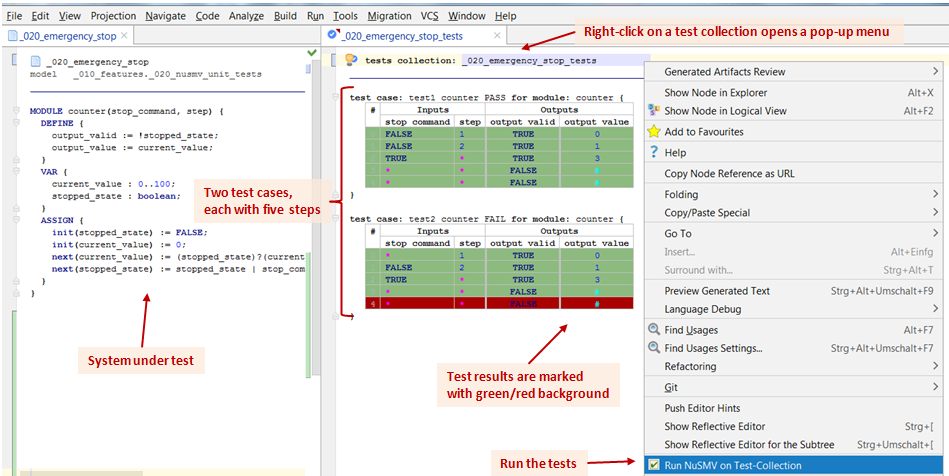 File Edit View Projection Navigate Code Analyze Build Run Tools Migration VCS Window Help
_020_emergency_stop
_020_emergency_stop_tests
Right-click on a test collection opens a pop-up menu
_020_emergency_stop
model _010_features._020_nusmv_unit_tests
MODULE counter(stop_command, step) {
DEFINE {
output_valid := !stopped_state;
output_value := current_value;
}
VAR {
current_value : 0..100;
stopped_state : boolean;
}
ASSIGN {
init(stopped_state) := FALSE;
init(current_value) := 0;
next(current_value) := (stopped_state)?(current
next(stopped_state) := stopped_state | stop_com
}
}
System under test
tests collection: _020_emergency_stop_tests
Two test cases,
each with five steps
test case: test1 counter PASS for module: counter {
# Inputs Outputs
stop command step output valid output value
FALSE 1 TRUE 0
FALSE 2 TRUE 1
TRUE * TRUE 3
* * FALSE #
* * FALSE #
}
test case: test2 counter FAIL for module: counter {
# Inputs Outputs
stop command step output valid output value
* 1 TRUE 0
FALSE 2 TRUE 1
TRUE * TRUE 3
* * FALSE #
4 * * FALSE #
}
Test results are marked
with green/red background
Run the tests
Generated Artifacts Review
Show Node in Explorer Alt+X
Show Node in Logical View Alt+F2
Add to Favourites
Help
Copy Node Reference as URL
Folding
Copy/Paste Special
Go To
Insert... Alt+Einfg
Surround with... Strg+Alt+T
Preview Generated Text Strg+Alt+Umschalt+F9
Language Debug
Find Usages Alt+F7
Find Usages Settings... Strg+Alt+Umschalt+F7
Refactoring
Git
Push Editor Hints
Show Reflective Editor Strg+[
Show Reflective Editor for the Subtree Strg+Umschalt+[
Run NuSMV on Test-Collection